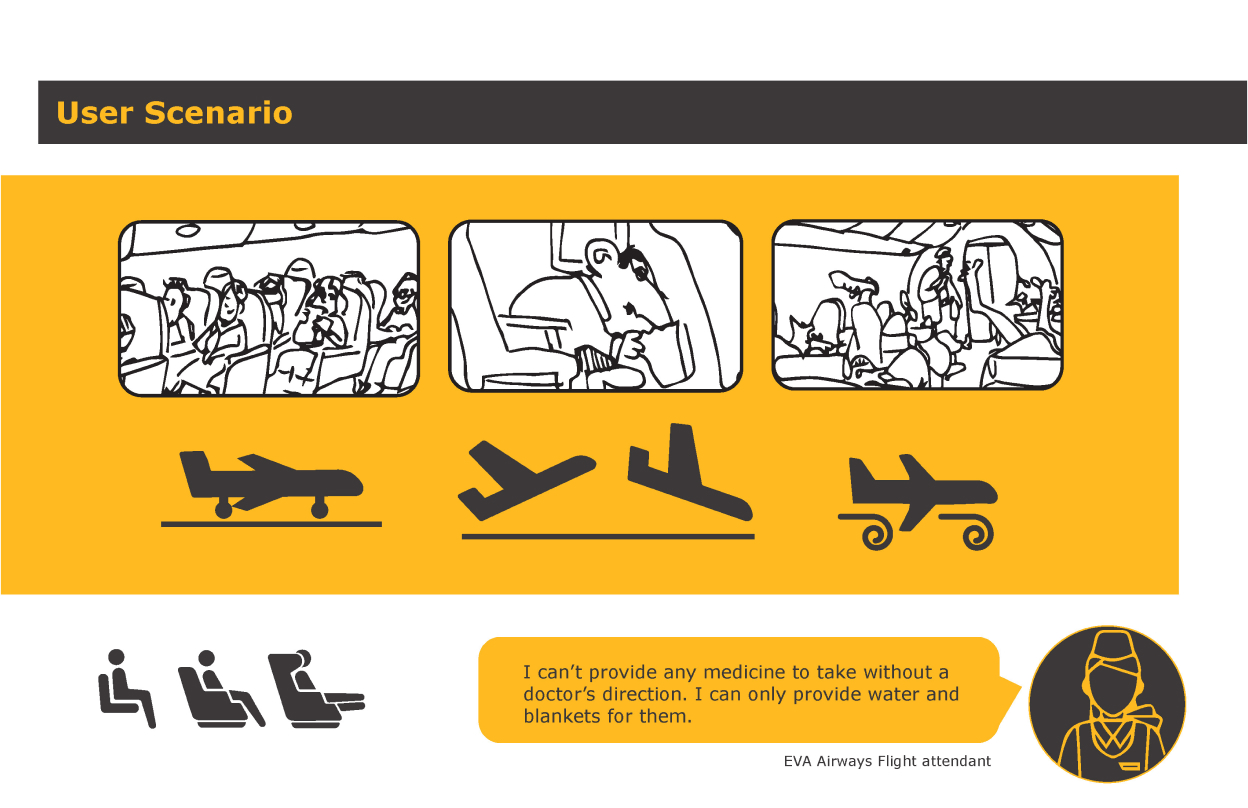 User Scenario
I can’t provide any medicine to take without a
doctor’s direction. I can only provide water and
blankets for them.
EVA Airways Flight attendant